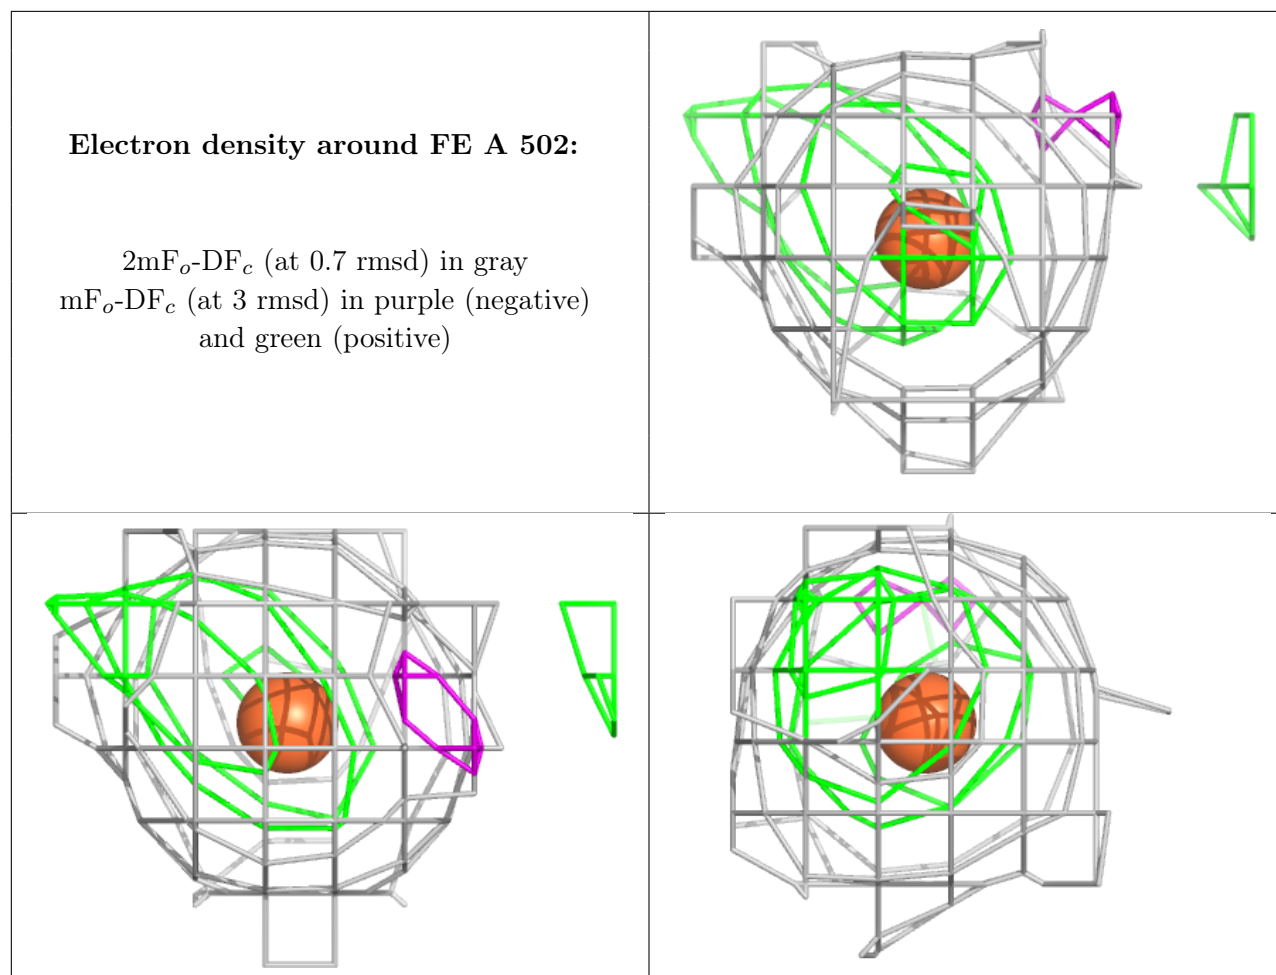 Electron density around FE A 502:
2mFo-DFc (at 0.7 rmsd) in gray
mFo-DFc (at 3 rmsd) in purple (negative)
and green (positive)